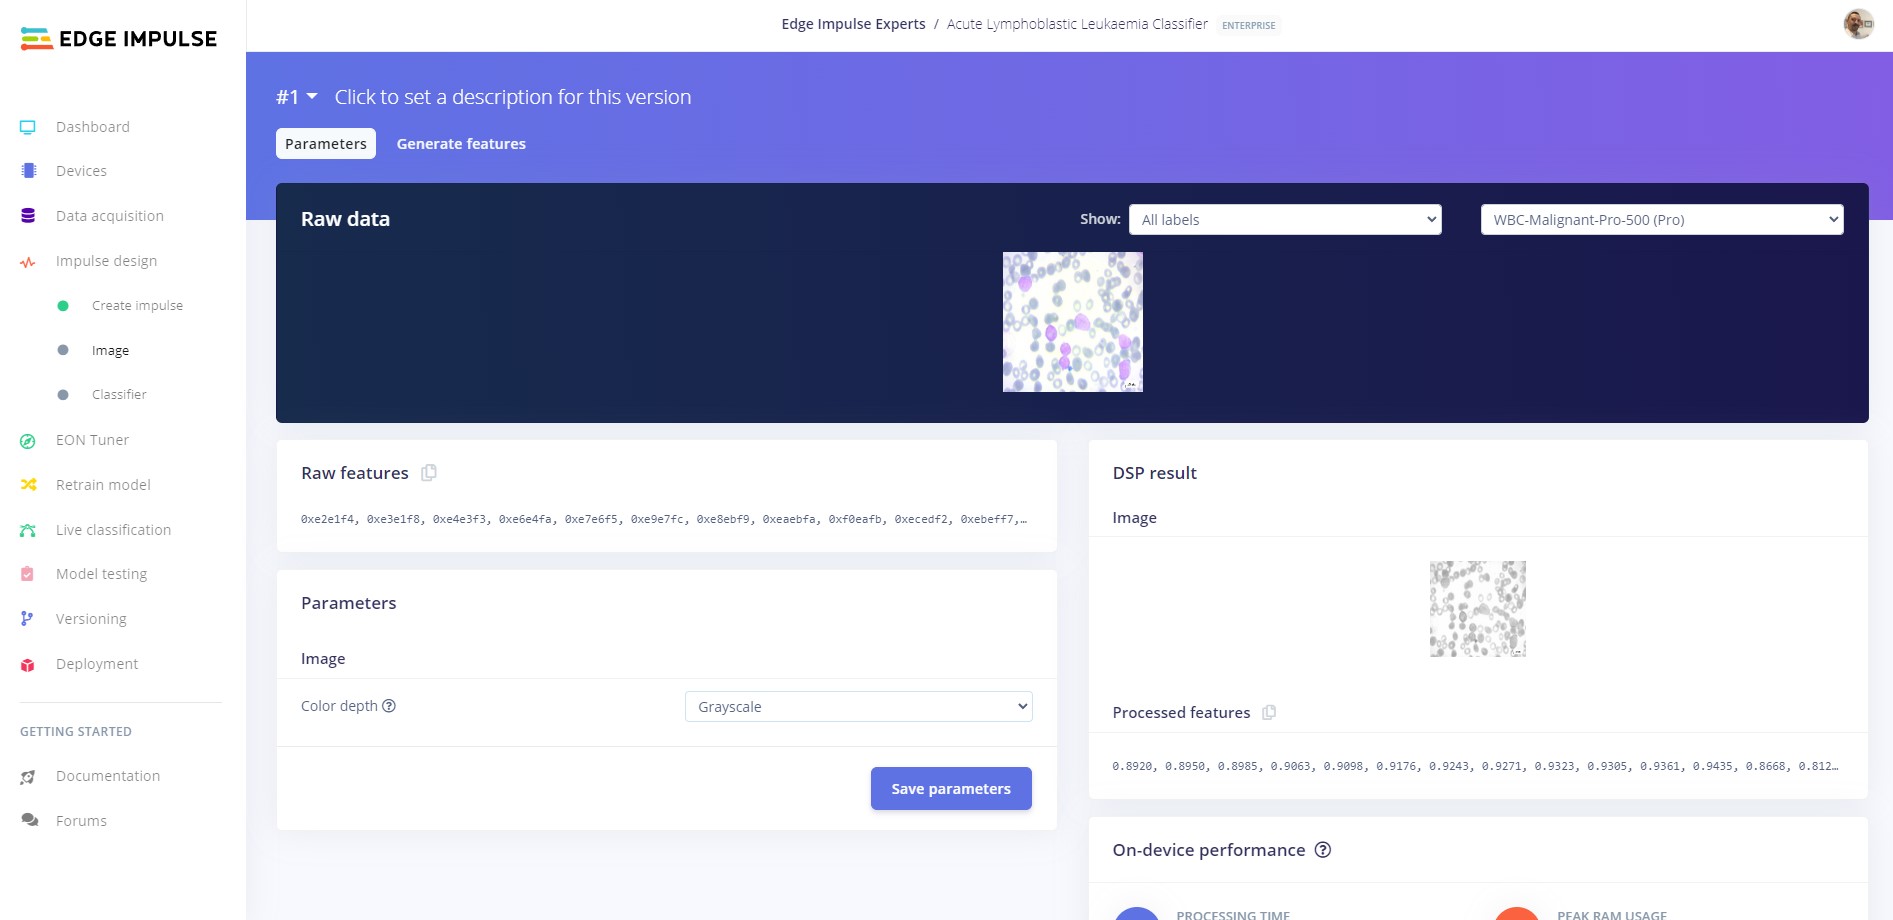 EDGE IMPULSE
Edge Impulse Experts / Acute Lymphoblastic Leukaemia Classifier ENTERPRISE
Dashboard
Devices
Data acquisition
Impulse design
Create impulse
Image
Classifier
EON Tuner
Retrain model
Live classification
Model testing
Versioning
Deployment
GETTING STARTED
Documentation
Forums
#1 Click to set a description for this version
Parameters Generate features
Raw data Show: All labels WBC-Malignant-Pro-500 (Pro)
Raw features
0xe2e1f4, 0xe3e1f8, 0xe4e3f3, 0xe6e4fa, 0xe7e6f5, 0xe9e7fc, 0xe8ebf9, 0xeaebfa, 0xf0eafb, 0xecedf2, 0xebeff7,…
Parameters
Image
Color depth Grayscale
Save parameters
DSP result
Image
Processed features
0.8920, 0.8950, 0.8985, 0.9063, 0.9098, 0.9176, 0.9243, 0.9271, 0.9323, 0.9305, 0.9361, 0.9435, 0.8668, 0.812…
On-device performance
PROCESSING TIME PEAK RAM USAGE